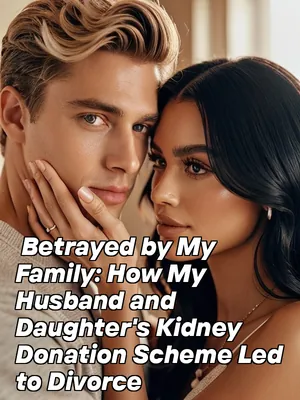 Betrayed by My
Family: How My
Husband and
Daughter's Kidney
Donation Scheme Led
to Divorce